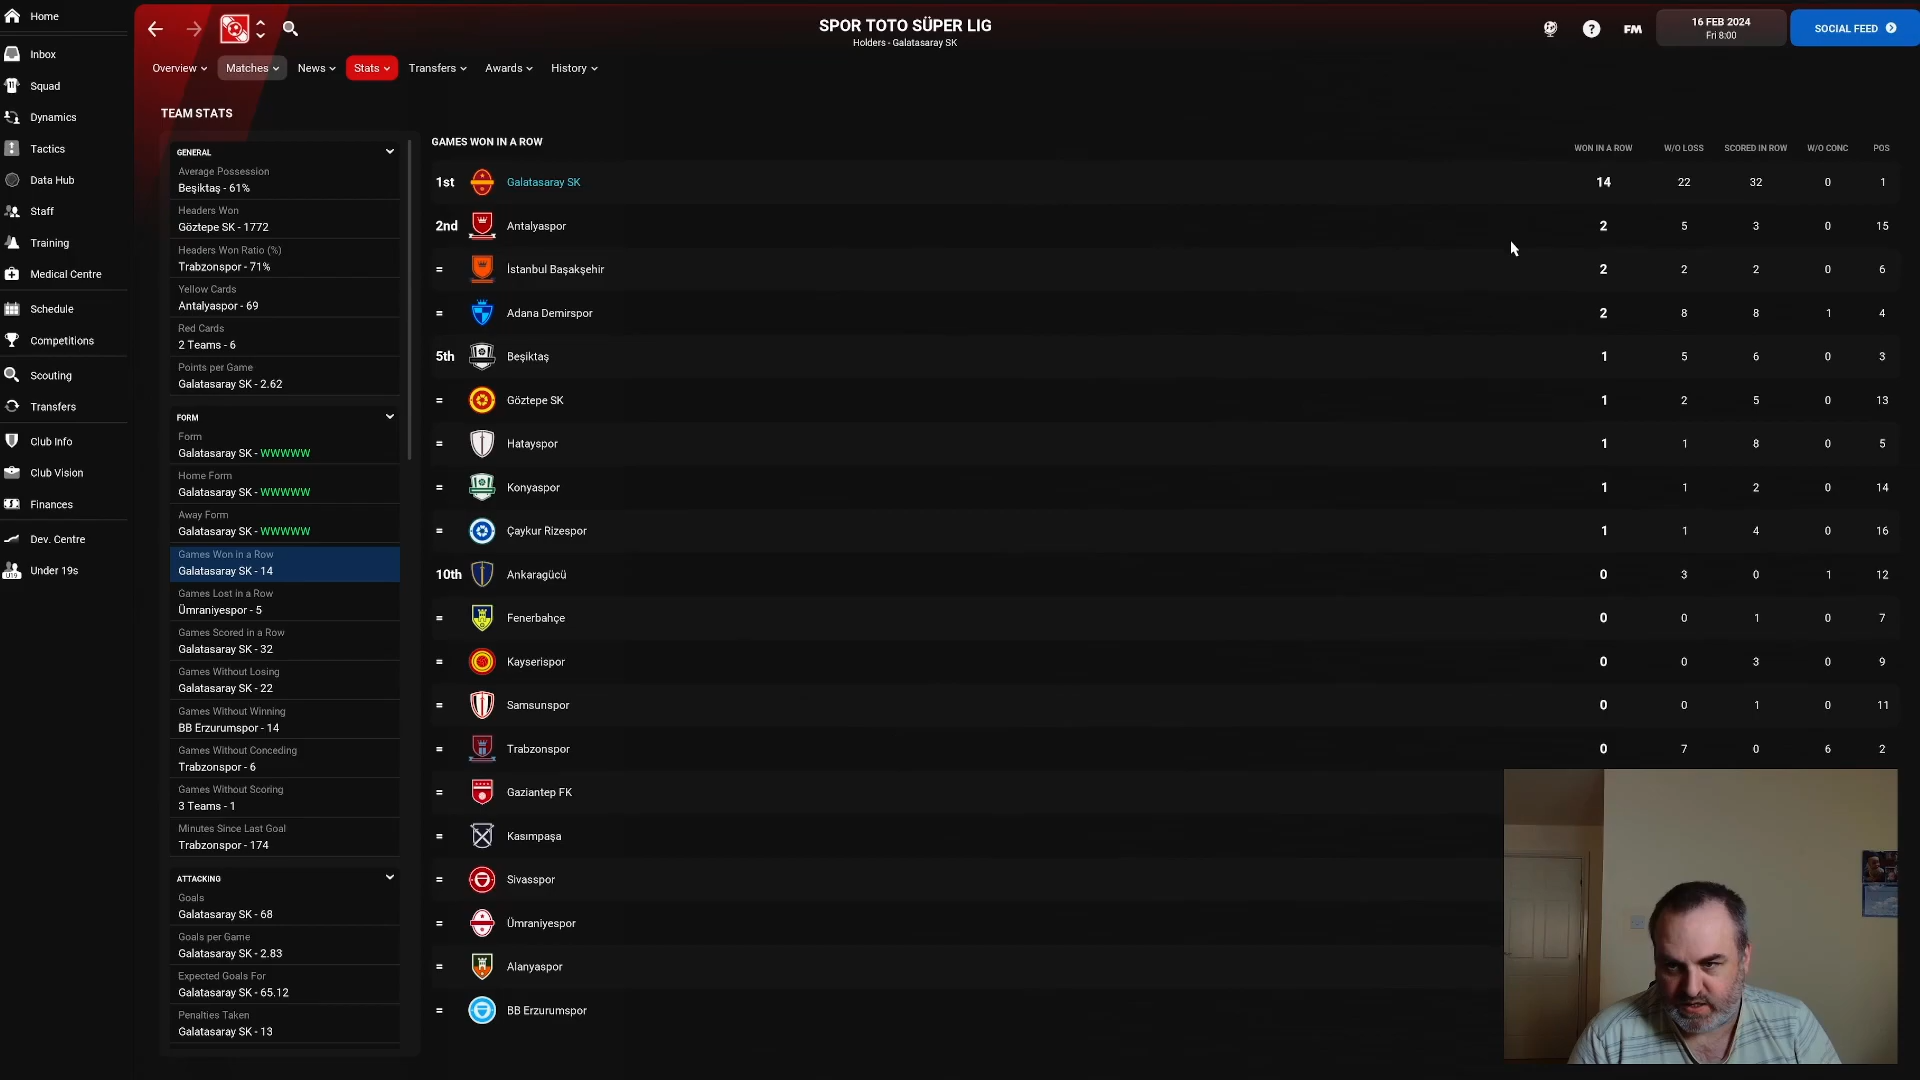 Home
Inbox
Squad
Dynamics
Tactics
Data Hub
Staff
Training
Medical Centre
Schedule
Competitions
Scouting
Transfers
Club Info
Club Vision
Finances
Dev. Centre
U19 Under 19s
SPOR TOTO SÜPER LIG
Holders - Galatasaray SK
FM
16 FEB 2024
Fri 8:00
SOCIAL FEED
Overview Matches News Stats Transfers Awards History
TEAM STATS
GENERAL
Average Possession
Beşiktaş - 61%
Headers Won
Göztepe SK - 1772
Headers Won Ratio (%)
Trabzonspor - 71%
Yellow Cards
Antalyaspor - 69
Red Cards
2 Teams - 6
Points per Game
Galatasaray SK - 2.62
FORM
Form
Galatasaray SK - WWWWW
Home Form
Galatasaray SK - WWWWW
Away Form
Galatasaray SK - WWWWW
Games Won in a Row
Galatasaray SK - 14
Games Lost in a Row
Ümraniyespor - 5
Games Scored in a Row
Galatasaray SK - 32
Games Without Losing
Galatasaray SK - 22
Games Without Winning
BB Erzurumspor - 14
Games Without Conceding
Trabzonspor - 6
Games Without Scoring
3 Teams - 1
Minutes Since Last Goal
Trabzonspor - 174
ATTACKING
Goals
Galatasaray SK - 68
Goals per Game
Galatasaray SK - 2.83
Expected Goals For
Galatasaray SK - 65.12
Penalties Taken
Galatasaray SK - 13
GAMES WON IN A ROW
WON IN A ROW W/O LOSS SCORED IN ROW W/O CONC POS
1st Galatasaray SK 14 22 32 0 1
2nd Antalyaspor 2 5 3 0 15
= İstanbul Başakşehir 2 2 2 0 6
= Adana Demirspor 2 8 8 1 4
5th Beşiktaş 1 5 6 0 3
= Göztepe SK 1 2 5 0 13
= Hatayspor 1 1 8 0 5
= Konyaspor 1 1 2 0 14
= Çaykur Rizespor 1 1 4 0 16
10th Ankaragücü 0 3 0 1 12
= Fenerbahçe 0 0 1 0 7
= Kayserispor 0 0 3 0 9
= Samsunspor 0 0 1 0 11
= Trabzonspor 0 7 0 6 2
= Gaziantep FK
= Kasımpaşa
= Sivasspor
= Ümraniyespor
= Alanyaspor
= BB Erzurumspor